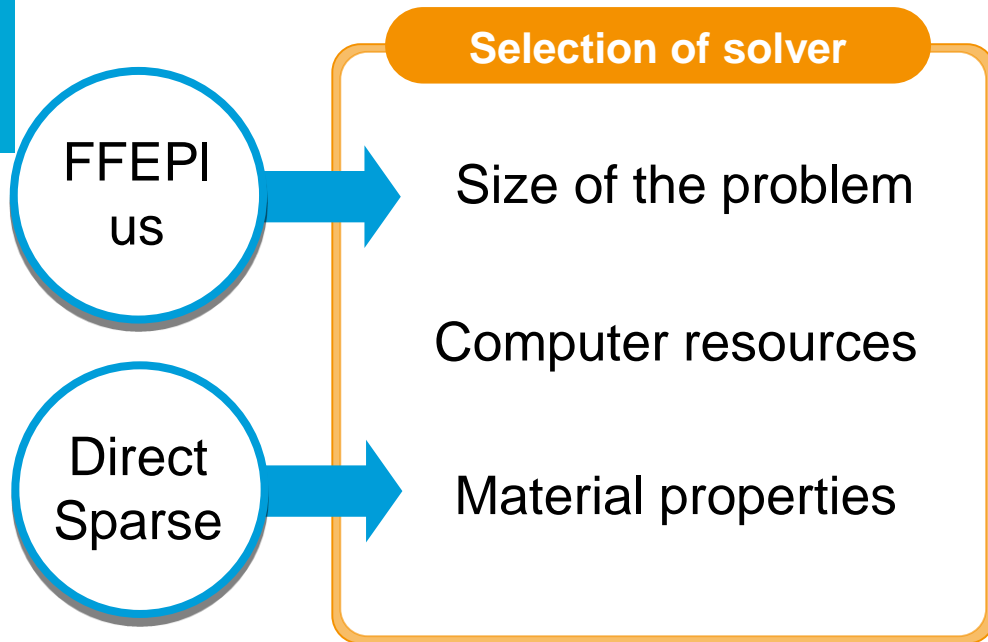 Selection of solver
FFEPl
us
Size of the problem
Computer resources
Direct
Sparse
Material properties